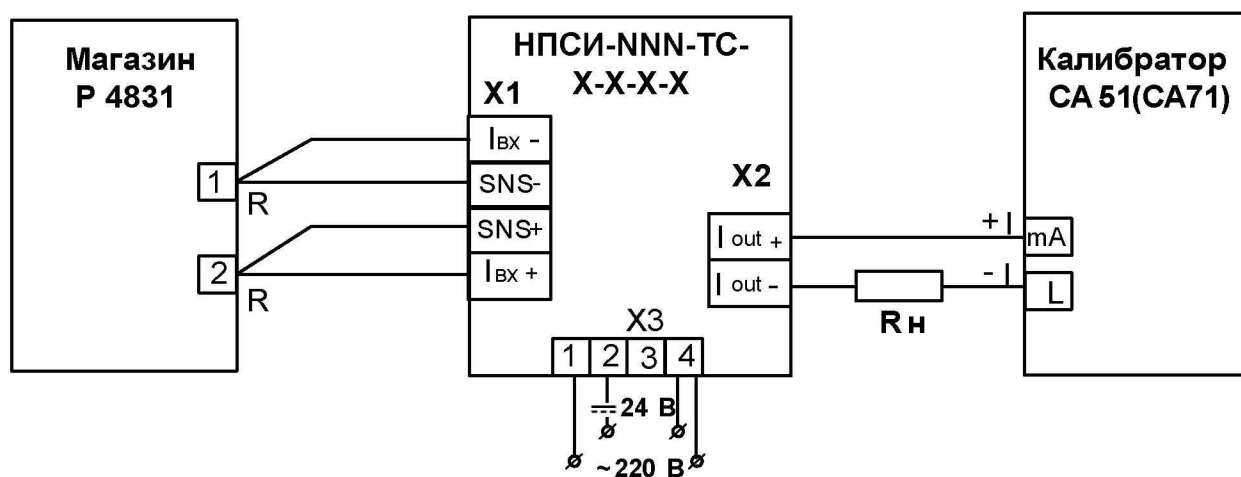 Магазин
Р 4831
1
R
2
R
НПСИ-NNN-ТС-
Х-Х-Х-Х
X1
Iвх -
SNS-
SNS+
Iвх +
X2
I out +
I out -
X3
1 2 3 4
24 В
~220 В
+ I
- I
Rн
Калибратор
СА 51(СА71)
mA
L